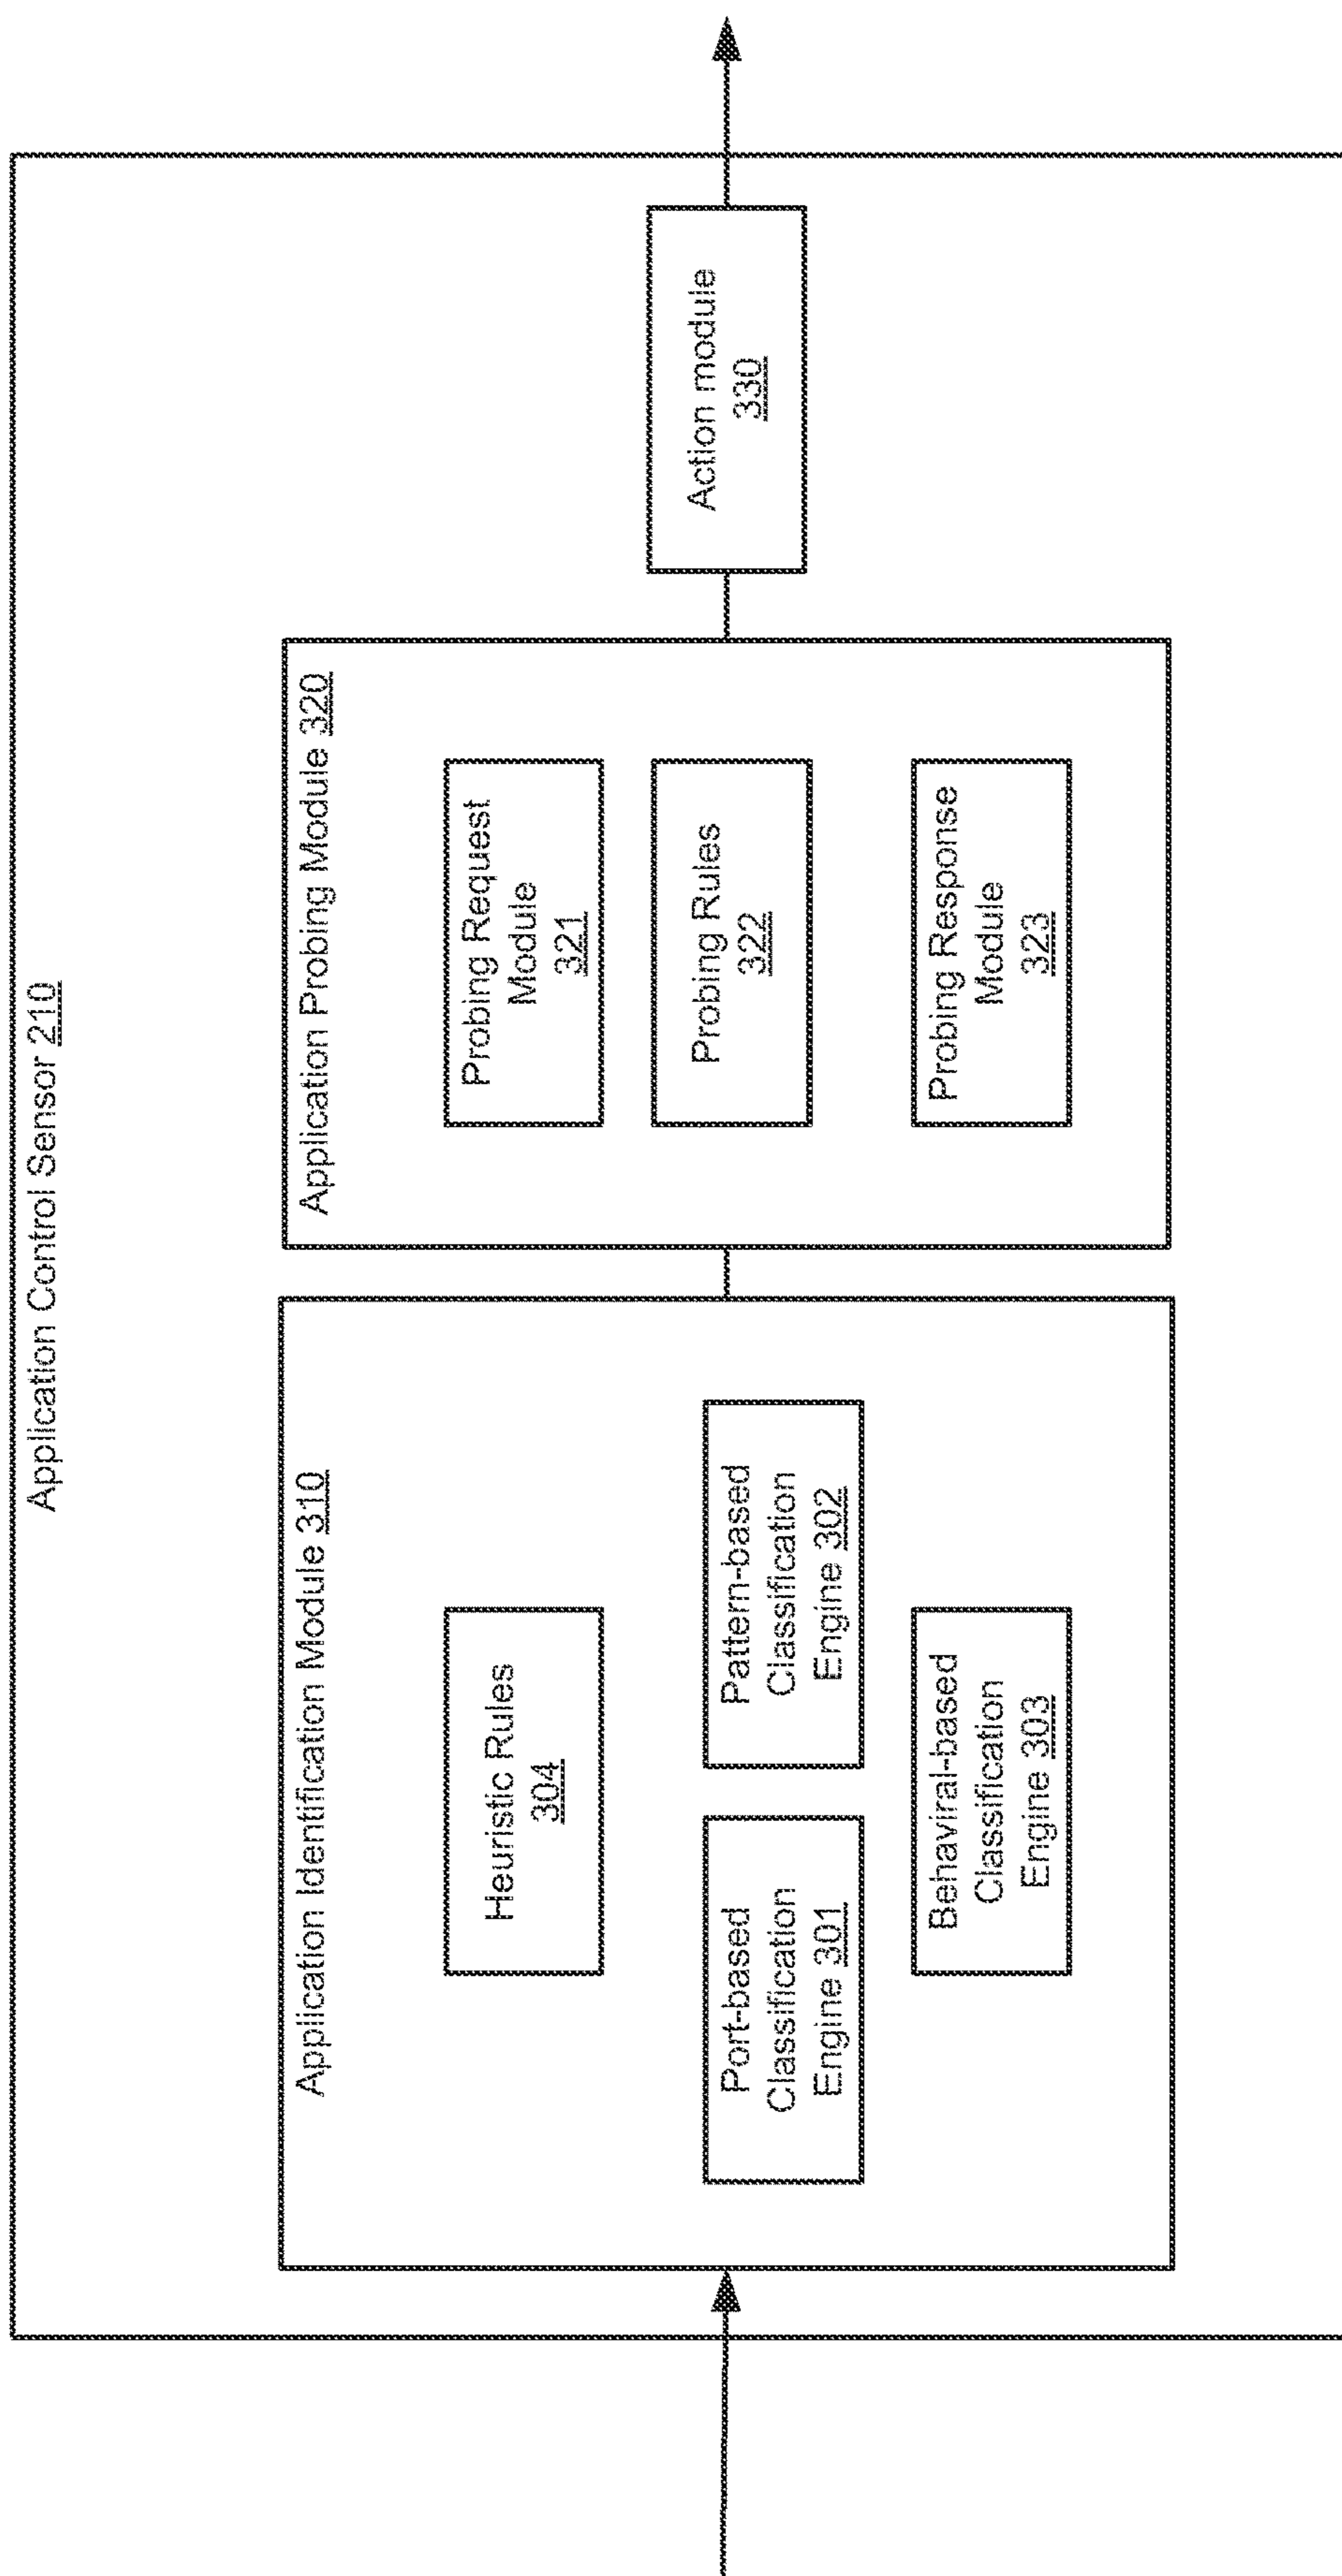 Application Control Sensor 210
Application Identification Module 310
Heuristic Rules
304
Port-based
Classification
Engine 301
Pattern-based
Classification
Engine 302
Behaviral-based
Classification
Engine 303
Application Probing Module 320
Probing Request
Module
321
Probing Rules
322
Probing Response
Module
323
Action module
330